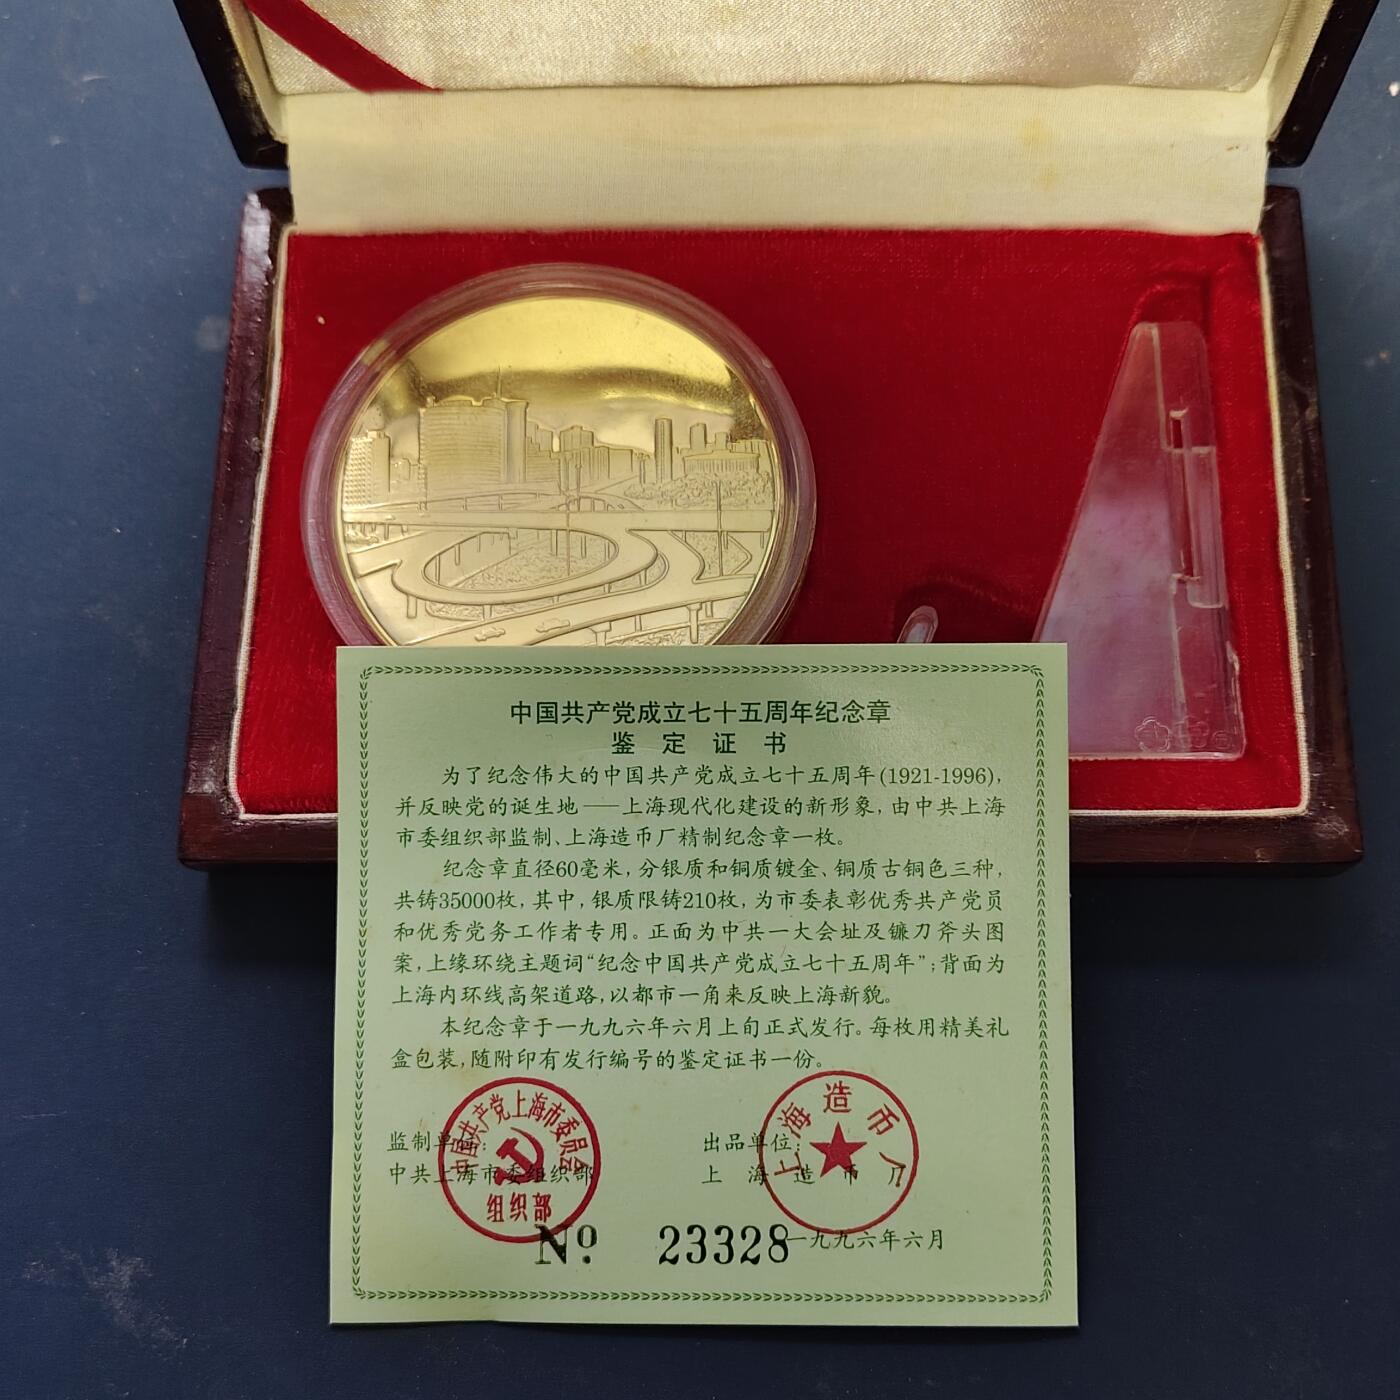 中国共产党成立七十五周年纪念章
鉴定证书
为了纪念伟大的中国共产党成立七十五周年(1921-1996),
并反映党的诞生地——上海现代化建设的新形象,由中共上海
市委组织部监制、上海造币厂精制纪念章一枚。
纪念章直径60毫米,分银质和铜质镀金、铜质古铜色三种,
共铸35000枚,其中,银质限铸210枚,为市委表彰优秀共产党员
和优秀党务工作者专用。正面为中共一大会址及镰刀斧头图
案,上缘环绕主题词“纪念中国共产党成立七十五周年”;背面为
上海内环线高架道路,以都市一角来反映上海新貌。
本纪念章于一九九六年六月上旬正式发行。每枚用精美礼
盒包装,随附印有发行编号的鉴定证书一份。
监制单位:
中共上海市委组织部
中国共产党上海市委员会
组织部
出品单位:
上海造币厂
上海造币厂
一九九六年六月
Nº 23328